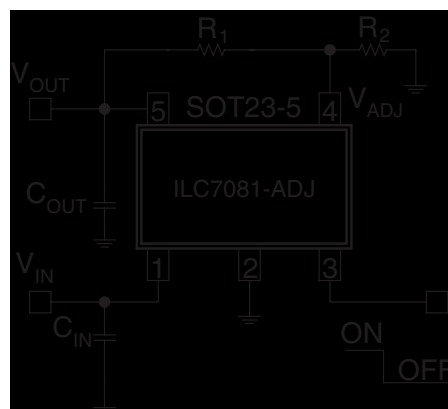 R1 R2
VOUT
5 SOT23-5 4 VADJ
COUT
ILC7081-ADJ
VIN
1 2 3
CIN
ON
OFF